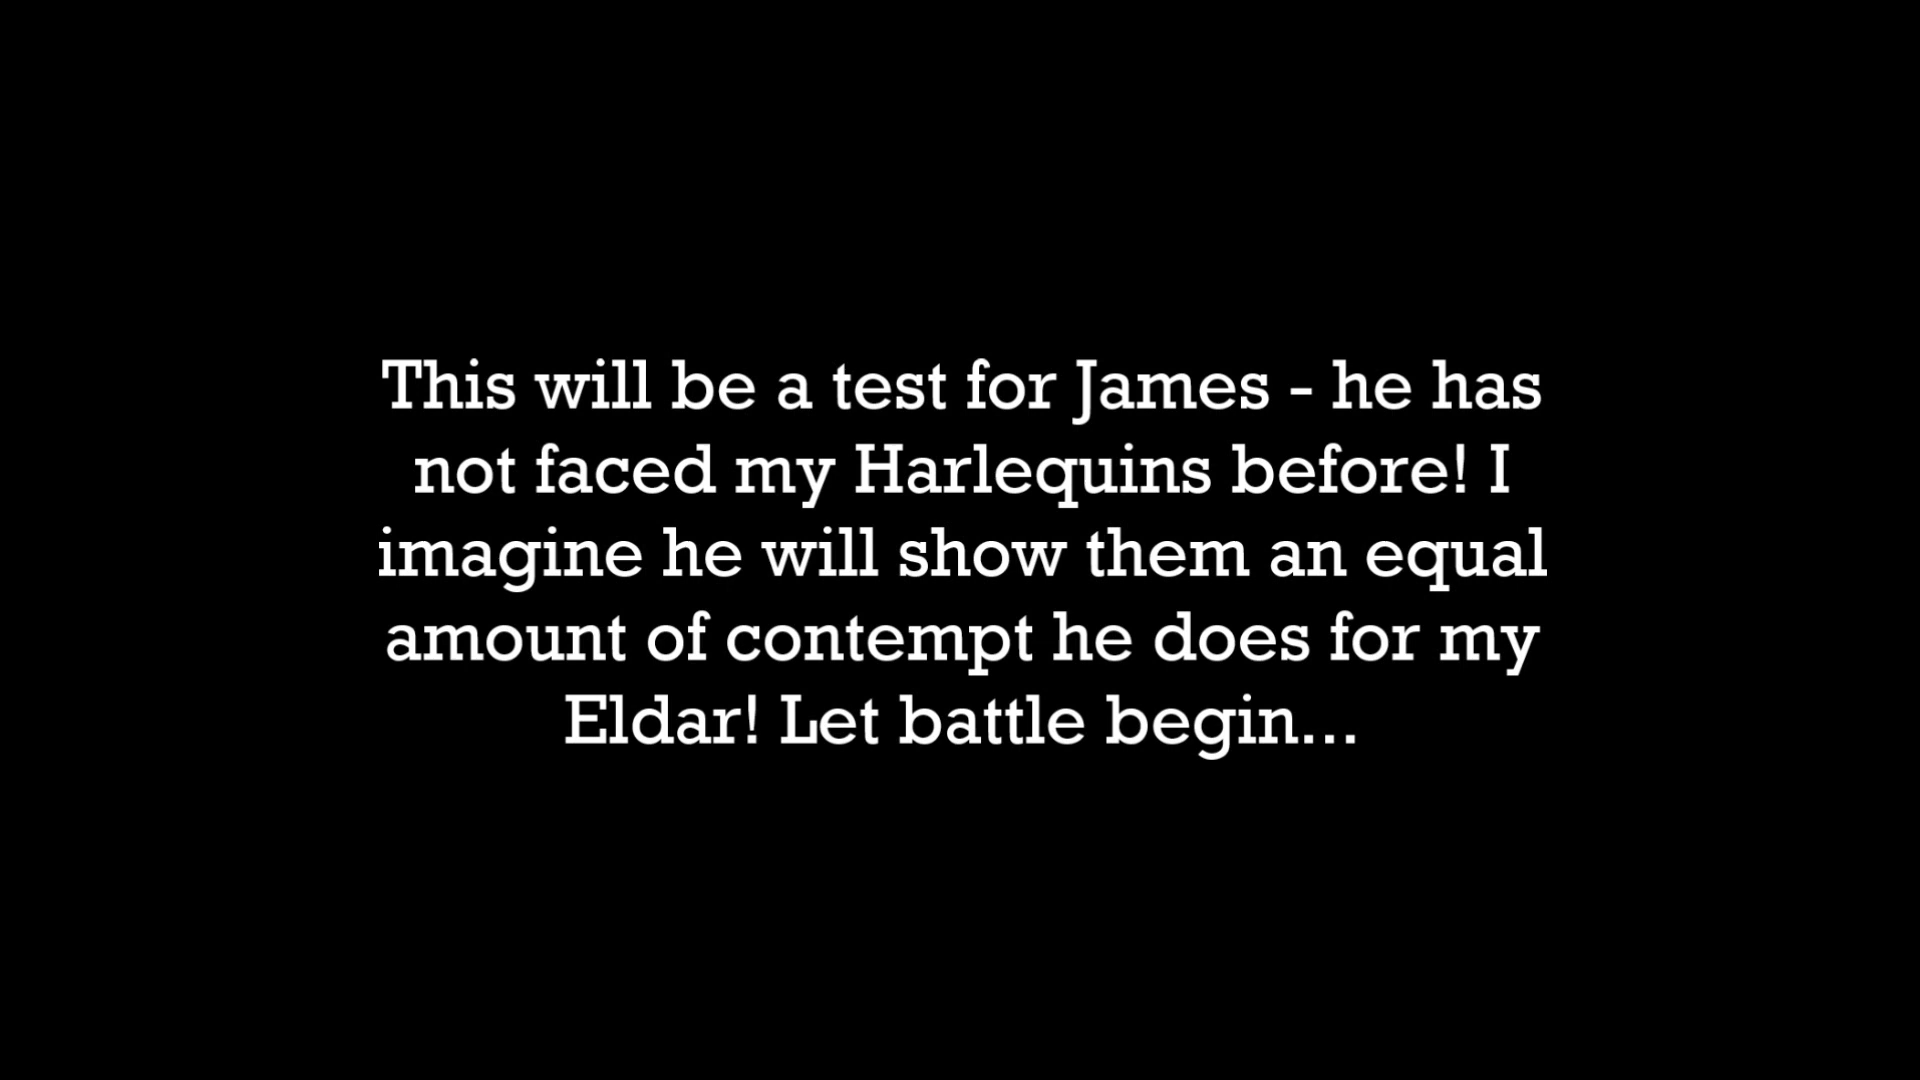 This will be a test for James - he has
not faced my Harlequins before! I
imagine he will show them an equal
amount of contempt he does for my
Eldar! Let battle begin...